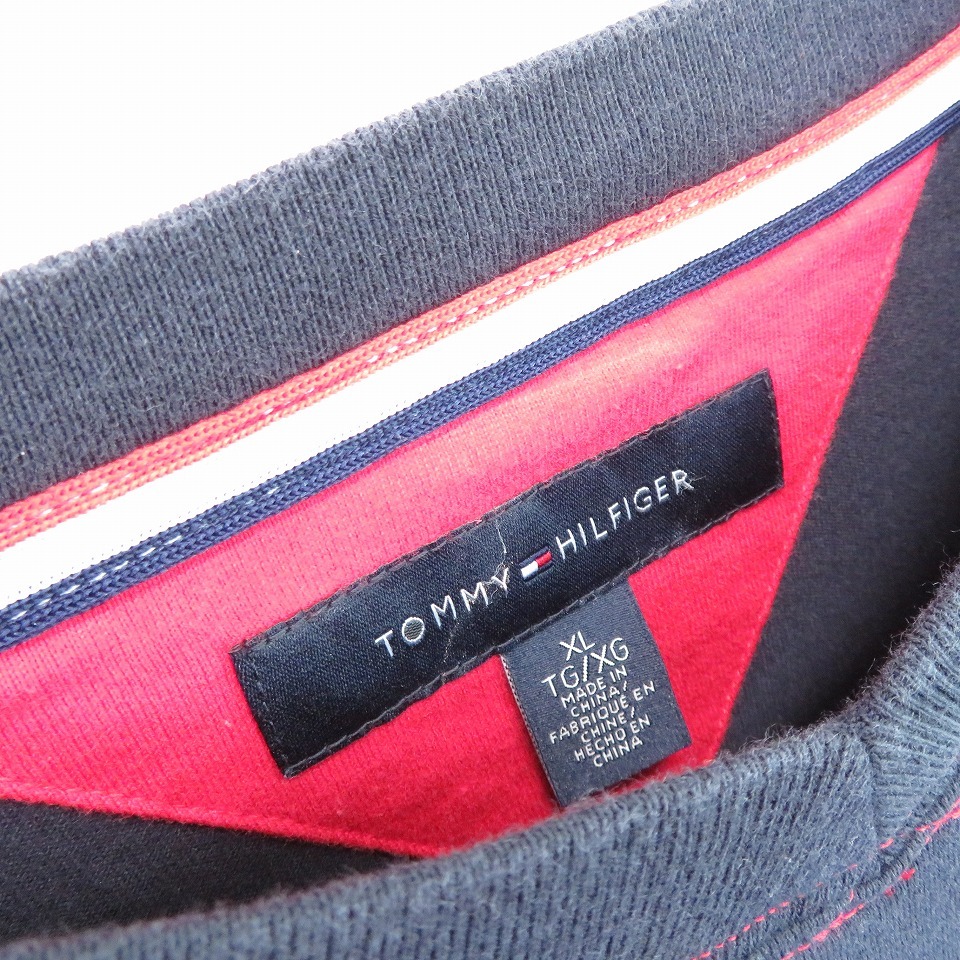 TOMMY HILFIGER
XL
TG/XG
MADE IN
CHINA/
FABRIQUÉ EN
CHINE/
HECHO EN
CHINA